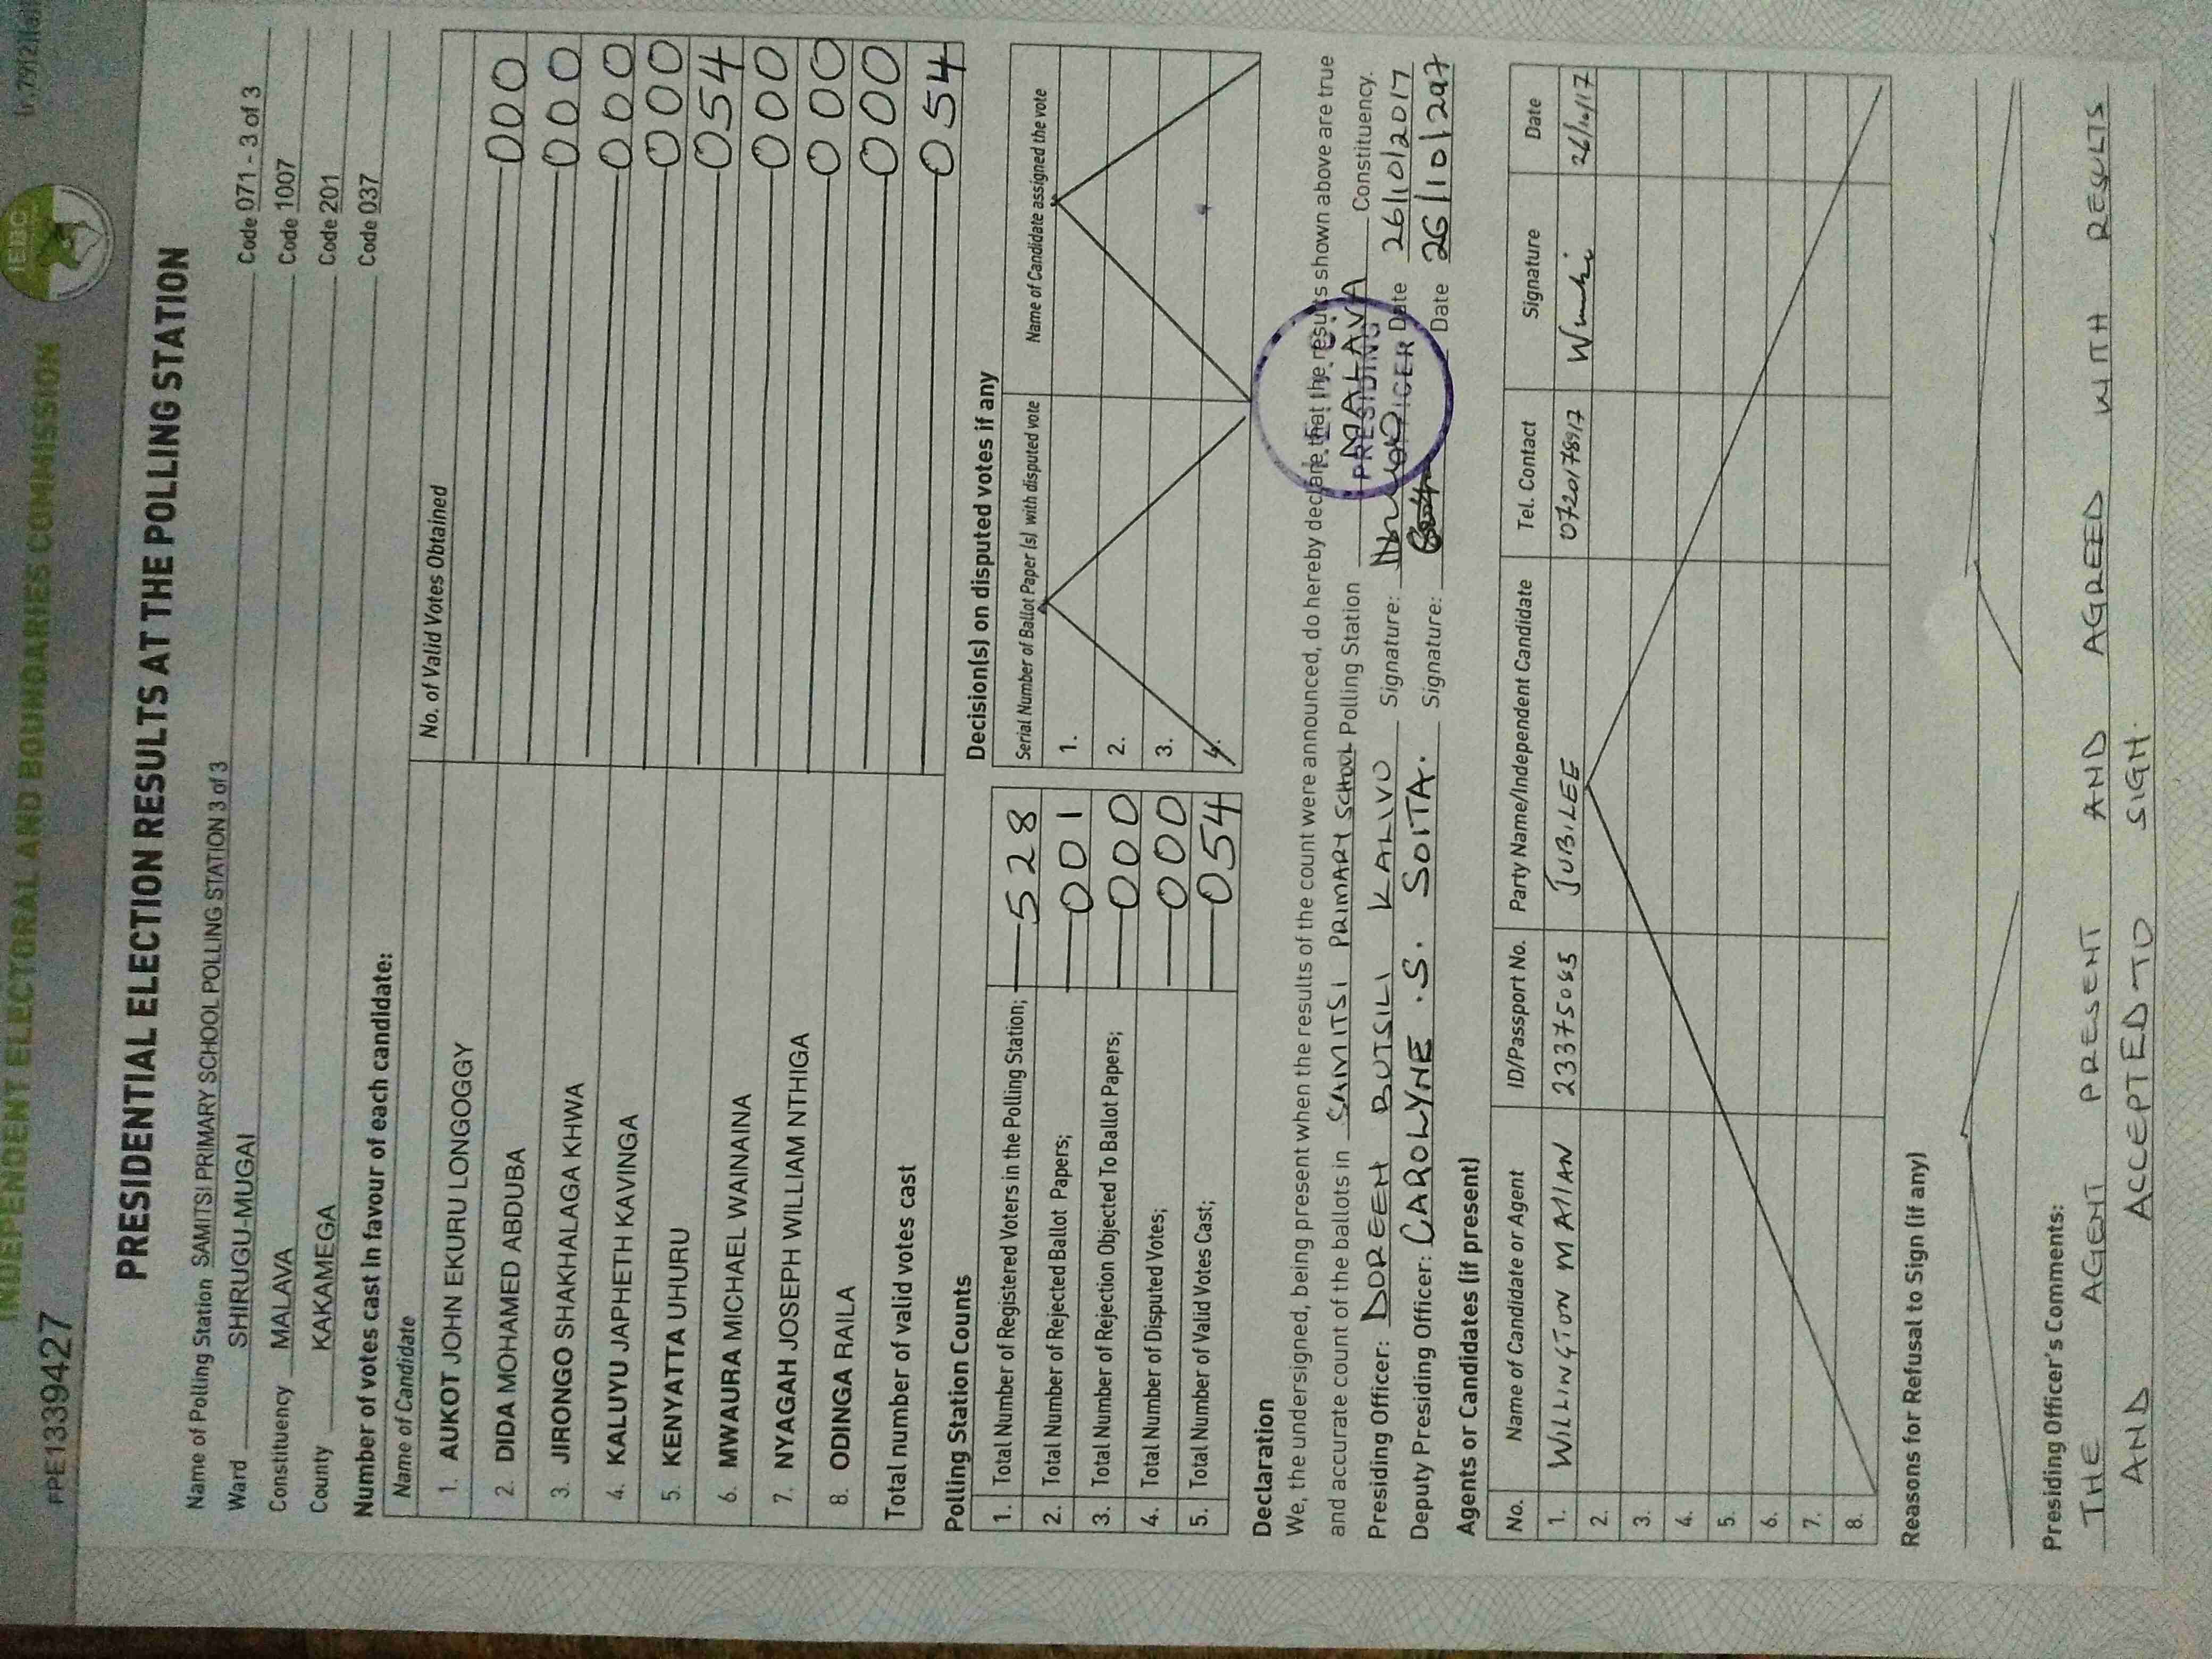 INDEPENDENT ELECTORAL AND BOUNDARIES COMMISSION
IEBC
PPE1339427
PRESIDENTIAL ELECTION RESULTS AT THE POLLING STATION
Name of Polling Station SAMITSI PRIMARY SCHOOL POLLING STATION 3 of 3 Code 071 - 3 of 3
Ward SHIRUGU-MUGAI Code 1007
Constituency MALAVA Code 201
County KAKAMEGA Code 037
Number of votes cast in favour of each candidate:
Name of Candidate No. of Valid Votes Obtained
1. AUKOT JOHN EKURU LONGOGGY 000
2. DIDA MOHAMED ABDUBA 000
3. JIRONGO SHAKHALAGA KHWA 000
4. KALUYU JAPHETH KAVINGA 000
5. KENYATTA UHURU 054
6. MWAURA MICHAEL WAINAINA 000
7. NYAGAH JOSEPH WILLIAM NTHIGA 000
8. ODINGA RAILA 000
Total number of valid votes cast 054
Polling Station Counts
1. Total Number of Registered Voters in the Polling Station; 528
2. Total Number of Rejected Ballot Papers; 001
3. Total Number of Rejection Objected To Ballot Papers; 000
4. Total Number of Disputed Votes; 000
5. Total Number of Valid Votes Cast; 054
Decision(s) on disputed votes if any
Serial Number of Ballot Paper (s) with disputed vote Name of Candidate assigned the vote
1.
2.
3.
4.
Declaration
We, the undersigned, being present when the results of the count were announced, do hereby declare that the results shown above are true
and accurate count of the ballots in SAMITSI PRIMARY SCHOOL Polling Station MALAVA Constituency.
PRESIDING OFFICER
Presiding Officer: DOREEN BUTSILI KALIVO Signature: Date 26/10/2017
Deputy Presiding Officer: CAROLYNE .S. SOITA. Signature: Date 26/10/2017
Agents or Candidates (if present)
No. Name of Candidate or Agent ID/Passport No. Party Name/Independent Candidate Tel. Contact Signature Date
1. WILLINGTON 23375085 JUBILEE 0720178917 26/10/17
2.
3.
4.
5.
6.
7.
8.
Reasons for Refusal to Sign (if any)
Presiding Officer's Comments:
THE AGENT PRESENT AND AGREED WITH RESULTS
AND ACCEPTED TO SIGN.